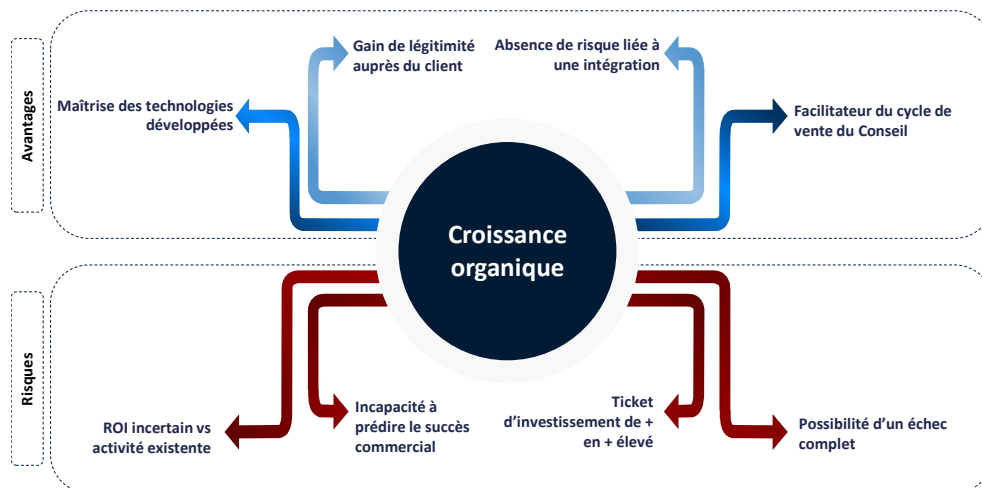 Avantages
Gain de légitimité
auprès du client
Absence de risque liée à
une intégration
Maîtrise des technologies
développées
Facilitateur du cycle de
vente du Conseil
Croissance
organique
Risques
ROI incertain vs
activité existente
Incapacité à
prédire le succès
commercial
Ticket
d’investissement de +
en + élevé
Possibilité d’un échec
complet